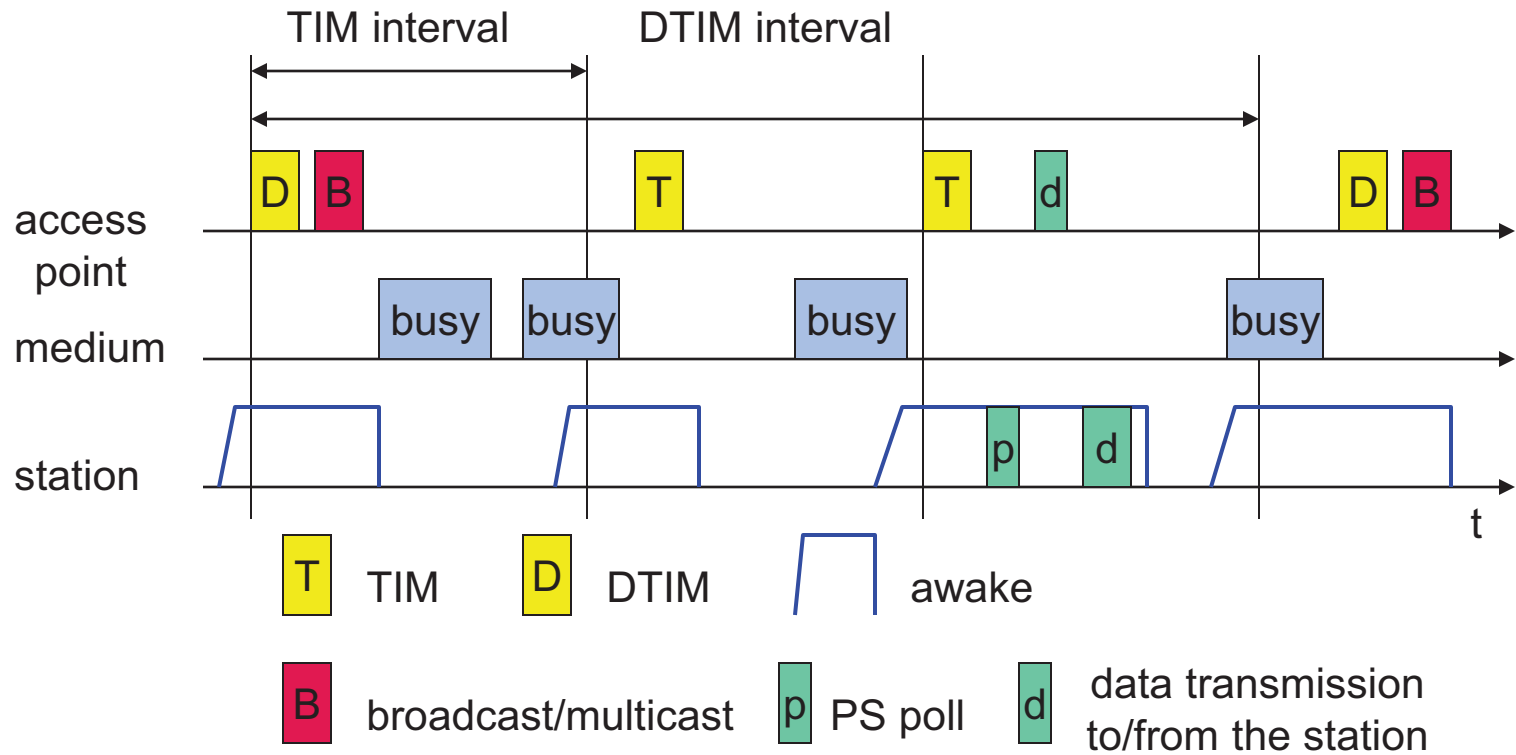 TIM interval DTIM interval
D B T T d D B
access
point
busy busy busy busy
medium
p d
station
t
T TIM D DTIM awake
B broadcast/multicast p PS poll d data transmission
to/from the station